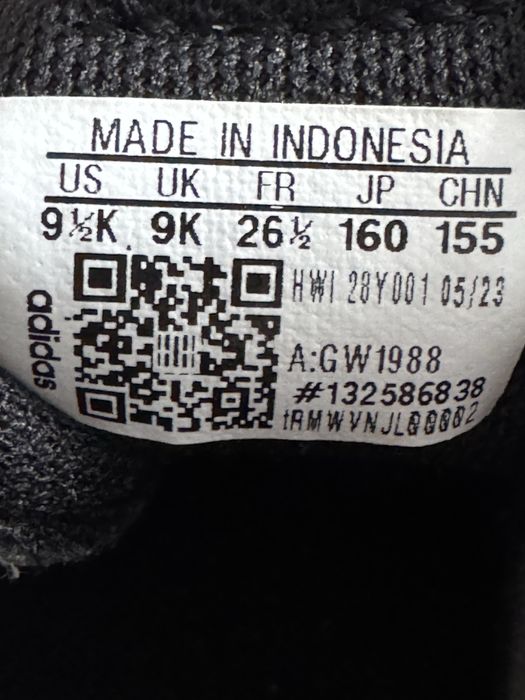 MADE IN INDONESIA
US UK FR JP CHN
9½K 9K 26½ 160 155
HWI 28Y001 05/23
A:GW1988
#132586838
adidas